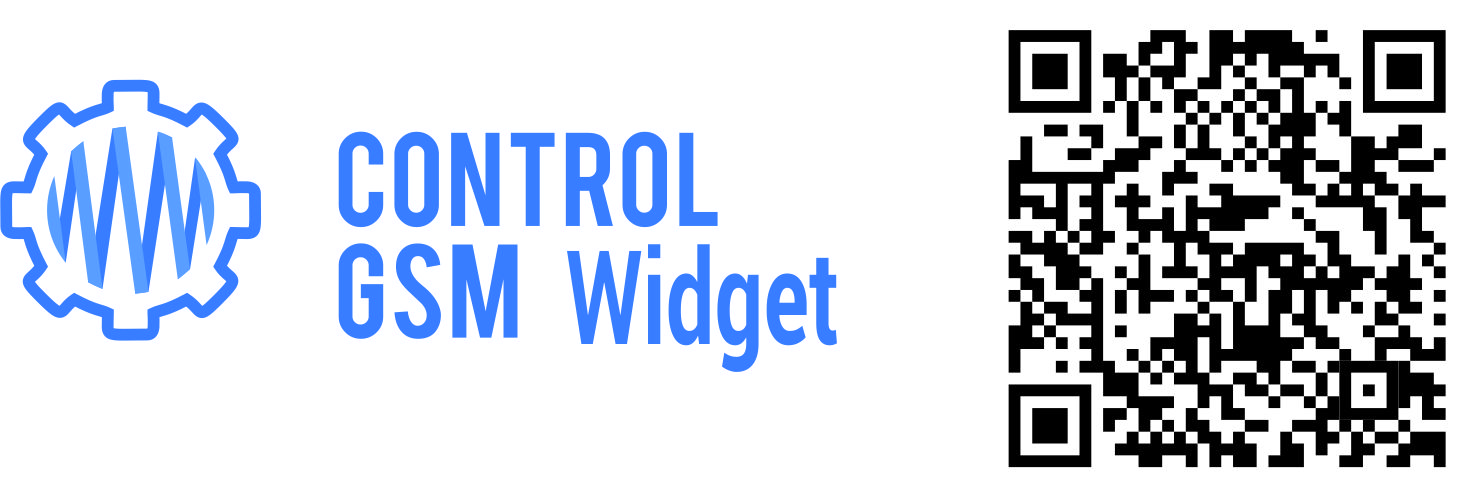 CONTROL
GSM Widget